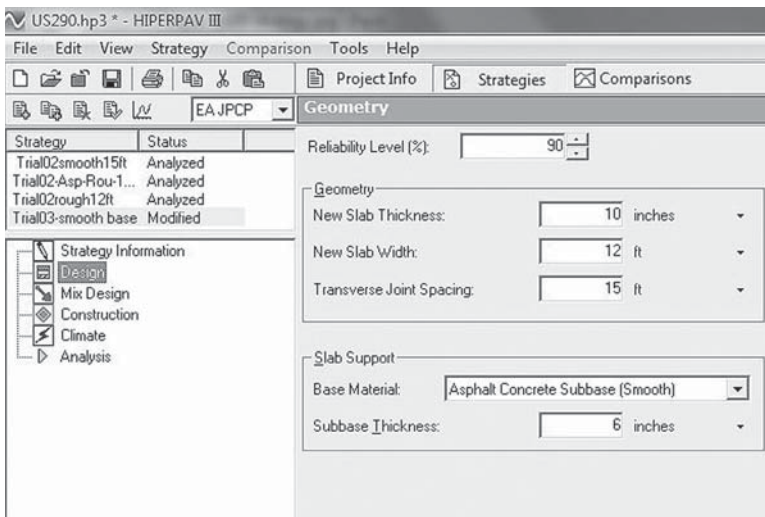 US290.hp3 * - HIPERPAV III
File Edit View Strategy Comparison Tools Help
Project Info Strategies Comparisons
EA JPCP
Geometry
Strategy Status
Trial02smooth15ft Analyzed
Trial02-Asp-Rou-1... Analyzed
Trial02rough12ft Analyzed
Trial03-smooth base Modified
Strategy Information
Design
Mix Design
Construction
Climate
Analysis
Reliability Level (%): 90
Geometry
New Slab Thickness: 10 inches
New Slab Width: 12 ft
Transverse Joint Spacing: 15 ft
Slab Support
Base Material: Asphalt Concrete Subbase (Smooth)
Subbase Thickness: 6 inches